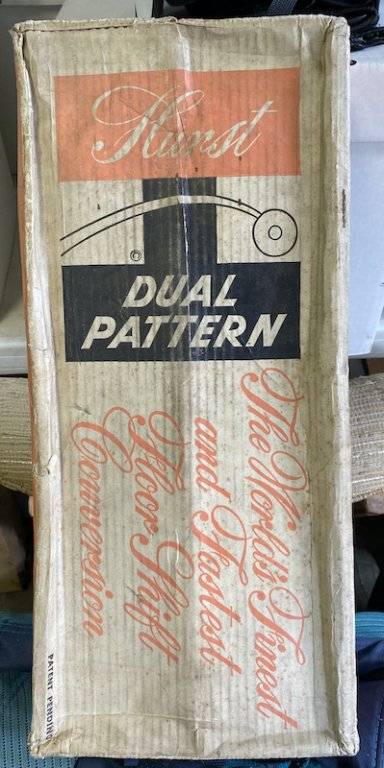 Hurst
DUAL
PATTERN
The World's Finest
and Fastest
Floor Shift
Conversion
PATENT PENDING